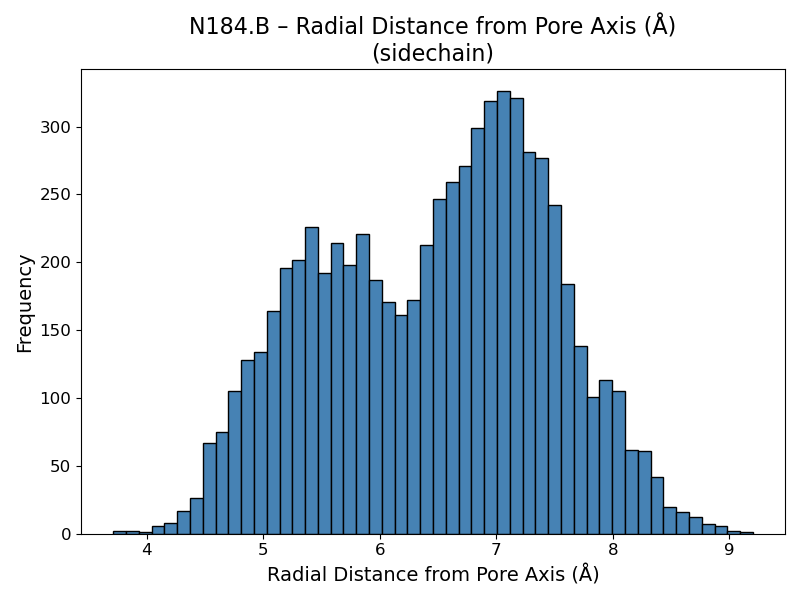 N184.B – Radial Distance from Pore Axis (Å)
(sidechain)
Frequency
300
250
200
150
100
50
0
4 5 6 7 8 9
Radial Distance from Pore Axis (Å)